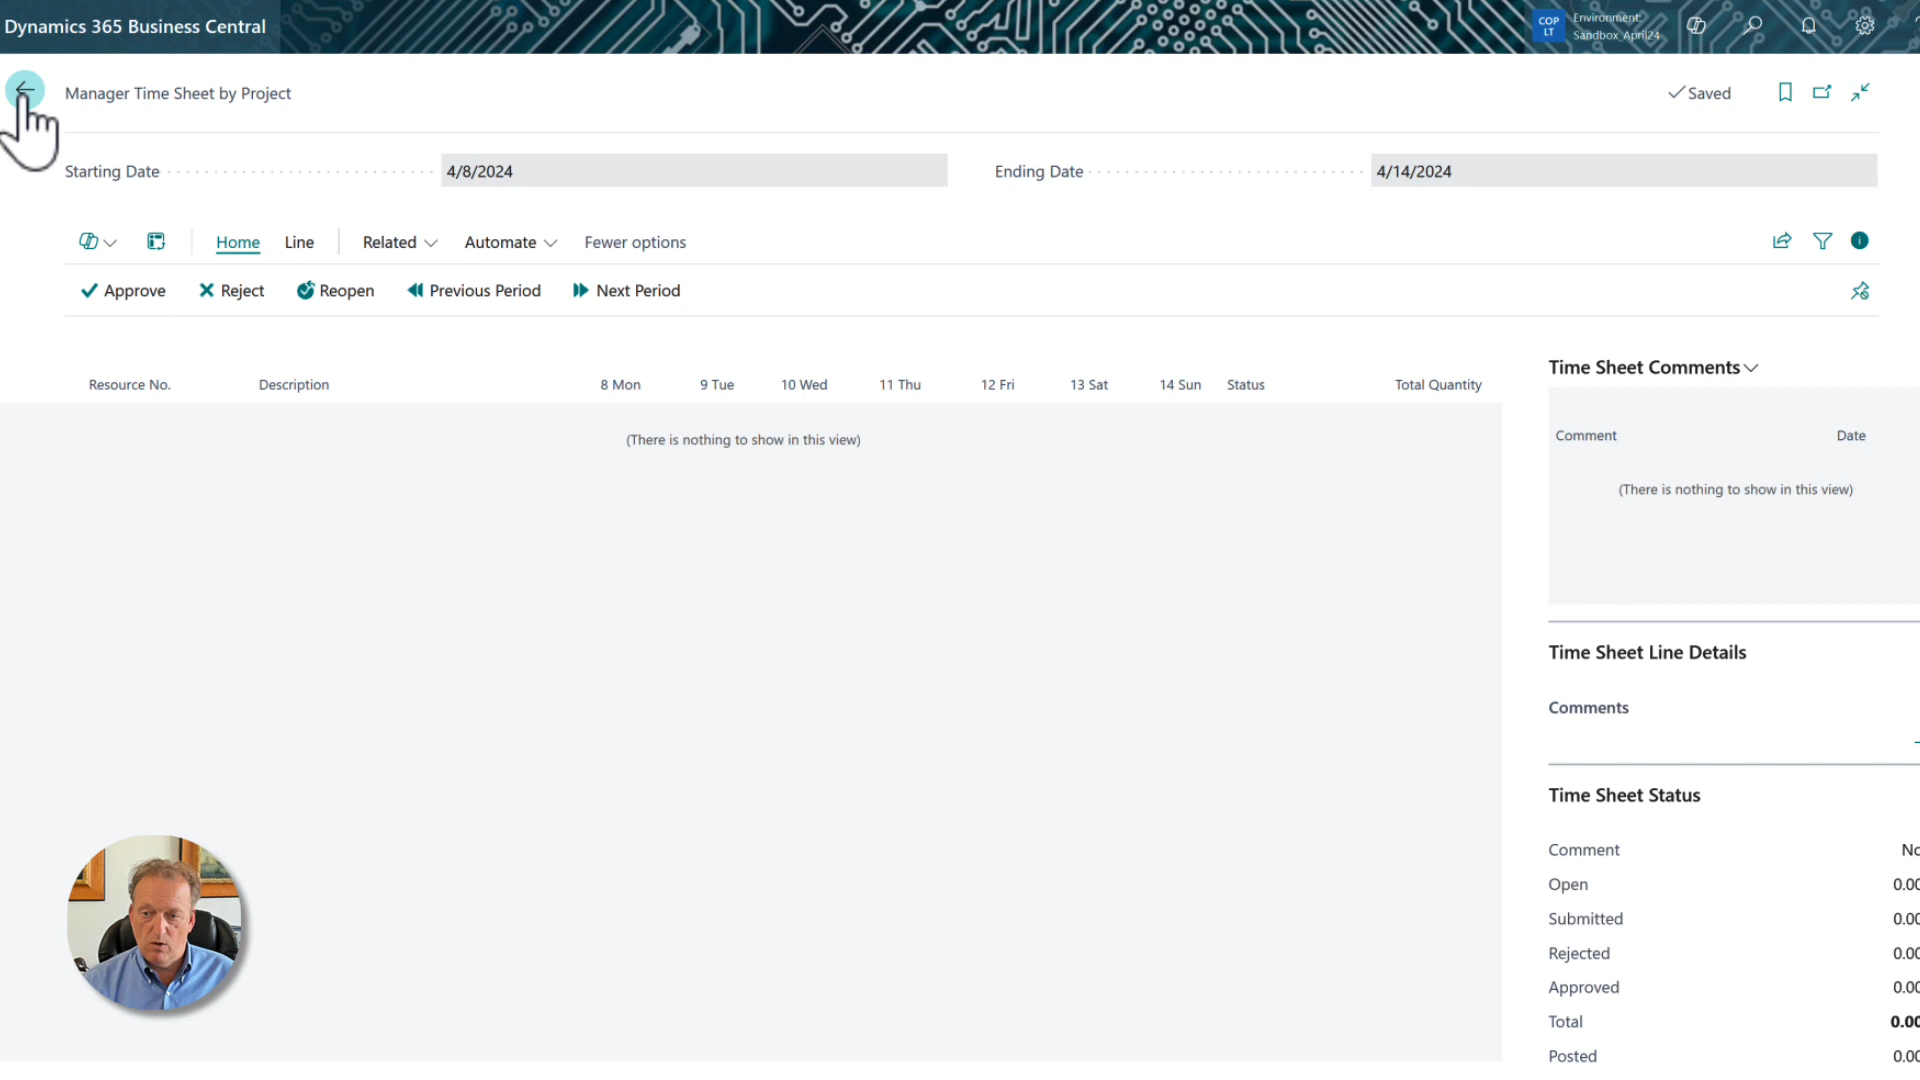 Dynamics 365 Business Central
COP
LT
Environment:
Sandbox_April24
Manager Time Sheet by Project
Saved
Starting Date
4/8/2024
Ending Date
4/14/2024
Home
Line
Related
Automate
Fewer options
Approve
Reject
Reopen
Previous Period
Next Period
Resource No.
Description
8 Mon
9 Tue
10 Wed
11 Thu
12 Fri
13 Sat
14 Sun
Status
Total Quantity
(There is nothing to show in this view)
Time Sheet Comments
Comment
Date
(There is nothing to show in this view)
Time Sheet Line Details
Comments
Time Sheet Status
Comment
No
Open
0.00
Submitted
0.00
Rejected
0.00
Approved
0.00
Total
0.00
Posted
0.00